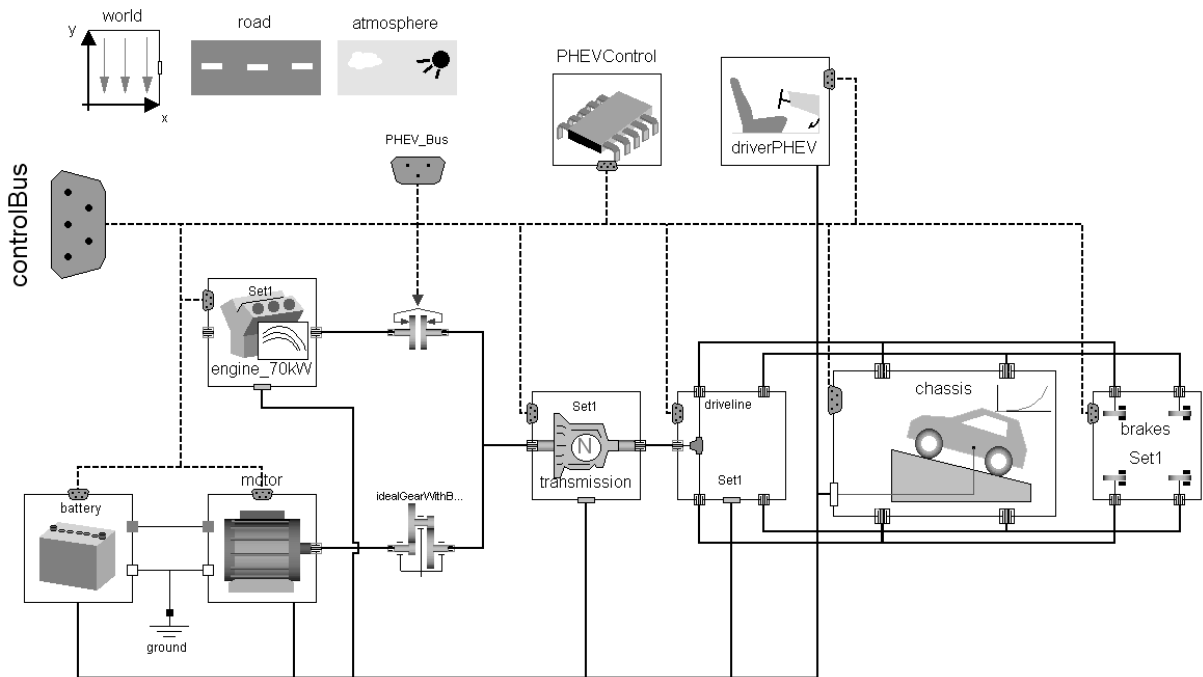 world
road
atmosphere
y
x
PHEVControl
driverPHEV
PHEV_Bus
controlBus
Set1
engine_70kW
Set1
N
transmission
driveline
Set1
chassis
brakes
Set1
battery
motor
idealGearWithB...
ground